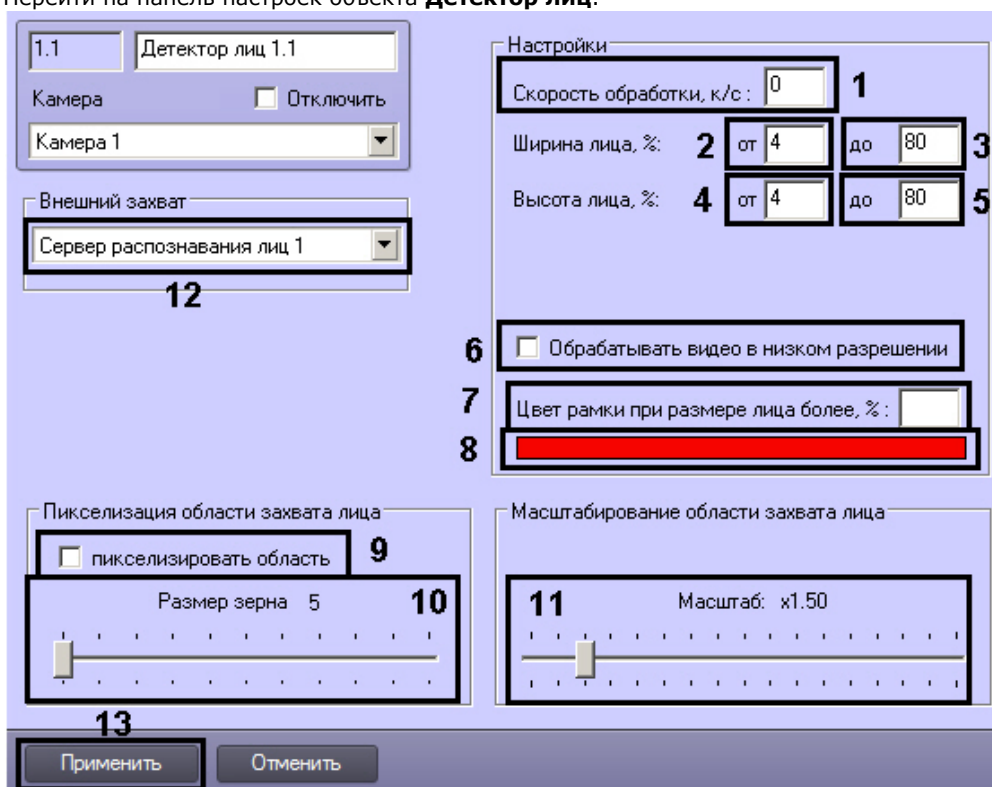 Перейти на панель настроек объекта Детектор лиц.
1.1 Детектор лиц 1.1
Камера Отключить
Камера 1
Внешний захват
Сервер распознавания лиц 1
12
Настройки
Скорость обработки, к/с : 0 1
Ширина лица, %: 2 от 4 до 80 3
Высота лица, %: 4 от 4 до 80 5
6 Обрабатывать видео в низком разрешении
7 Цвет рамки при размере лица более, % :
8
Пикселизация области захвата лица
пикселизировать область 9
Размер зерна 5 10
Масштабирование области захвата лица
11 Масштаб: x1.50
13
Применить Отменить